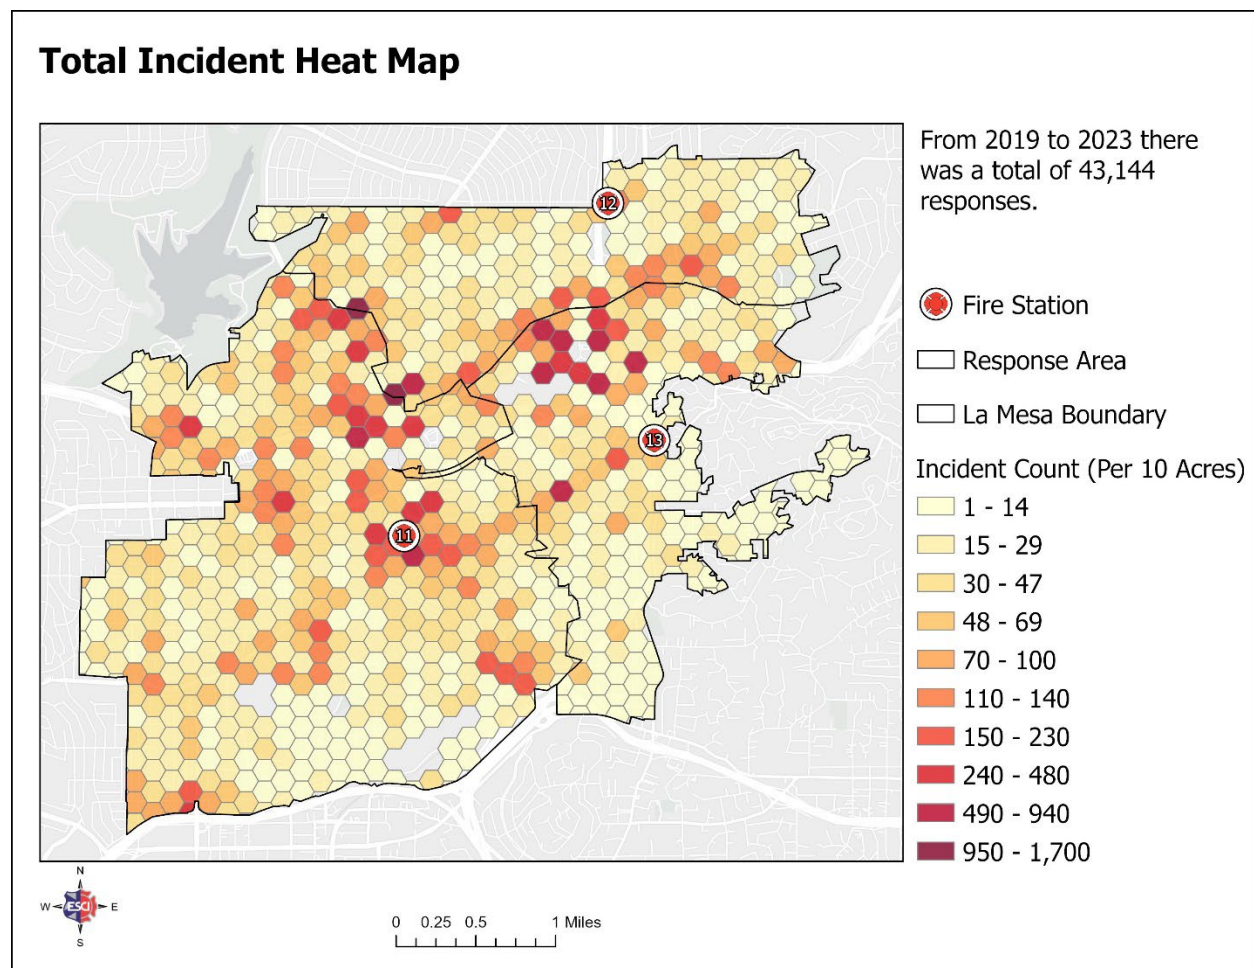 Total Incident Heat Map
From 2019 to 2023 there
was a total of 43,144
responses.
12
13
11
Fire Station
Response Area
La Mesa Boundary
Incident Count (Per 10 Acres)
1 - 14
15 - 29
30 - 47
48 - 69
70 - 100
110 - 140
150 - 230
240 - 480
490 - 940
950 - 1,700
N
W
ESCI
E
S
0 0.25 0.5 1 Miles